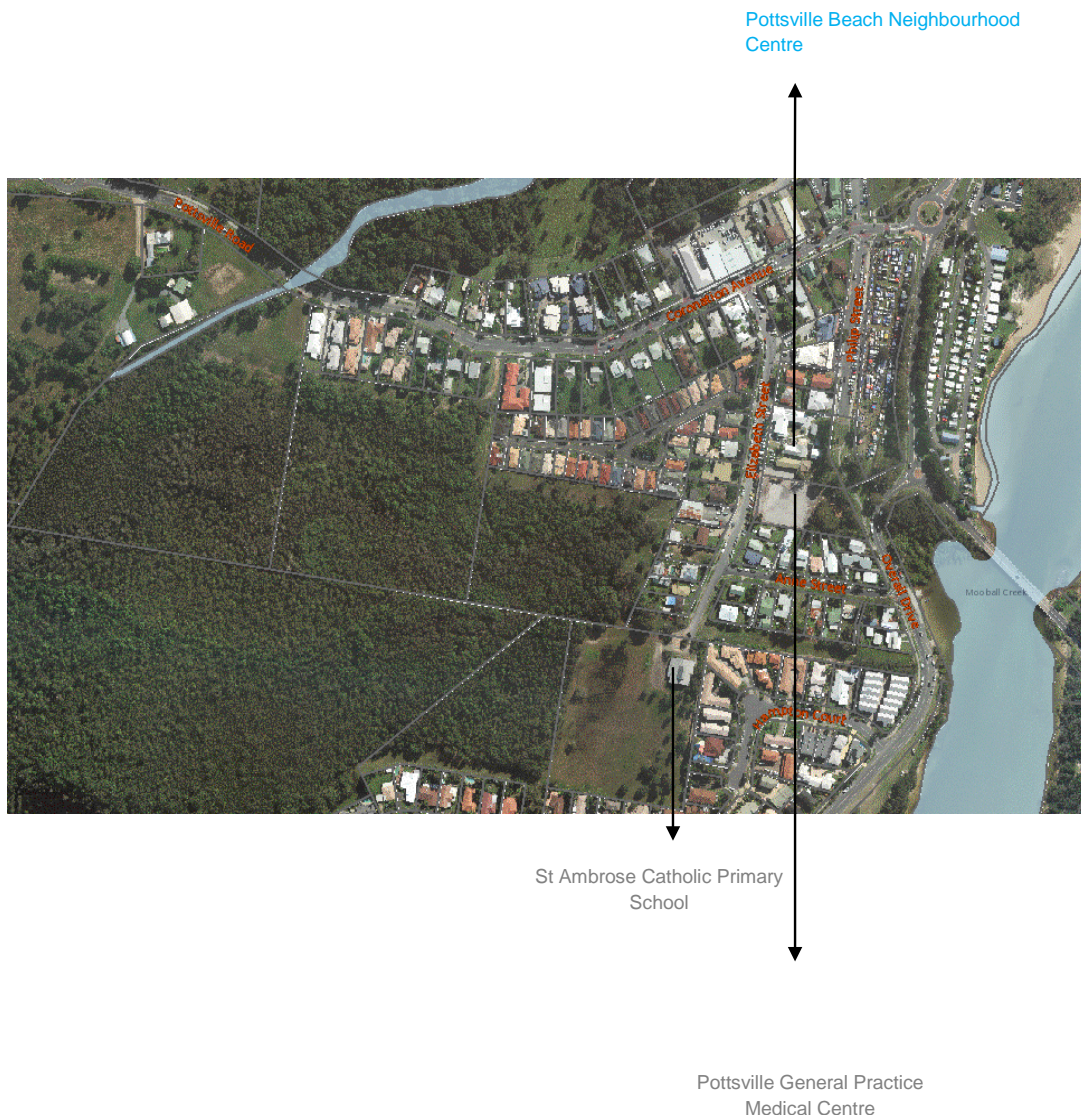 Pottsville Beach Neighbourhood
Centre
Pottsville Road
Coronation Avenue
Philip Street
Elizabeth Street
Anne Street
Overall Drive
Mooball Creek
Hampton Court
St Ambrose Catholic Primary
School
Pottsville General Practice
Medical Centre